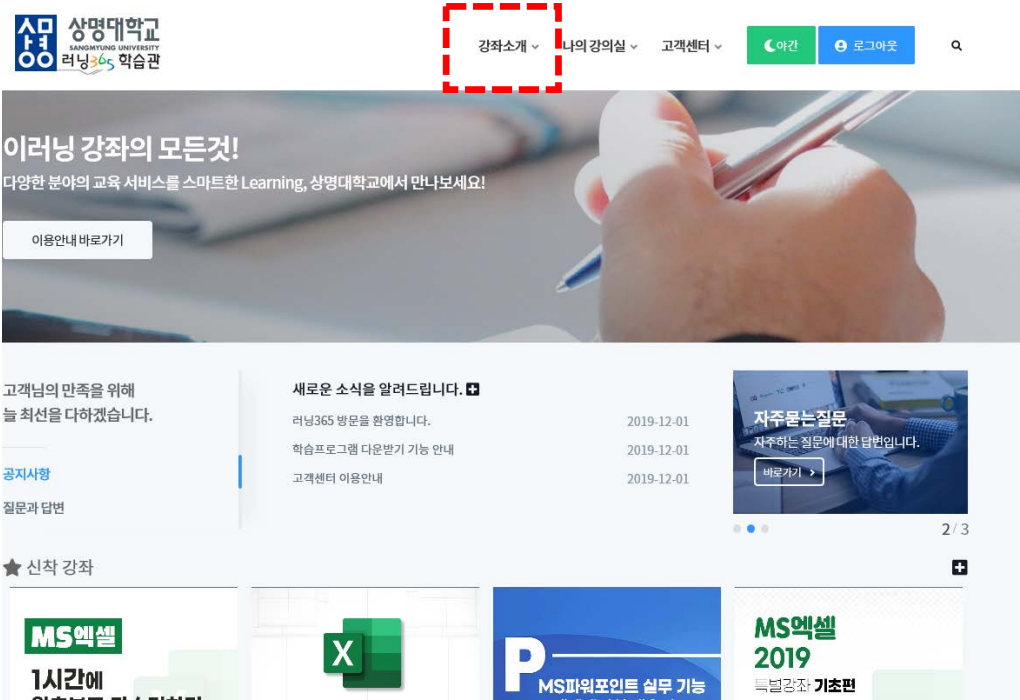 상명대학교
SANGMYUNG UNIVERSITY
러닝365 학습관
강좌소개
나의 강의실
고객센터
야간
로그아웃
이러닝 강좌의 모든것!
다양한 분야의 교육 서비스를 스마트한 Learning, 상명대학교에서 만나보세요!
이용안내 바로가기
고객님의 만족을 위해
늘 최선을 다하겠습니다.
공지사항
질문과 답변
새로운 소식을 알려드립니다.
러닝365 방문을 환영합니다. 2019-12-01
학습프로그램 다운받기 기능 안내 2019-12-01
고객센터 이용안내 2019-12-01
자주묻는질문
자주하는 질문에 대한 답변입니다.
바로가기 >
2 / 3
신착 강좌
MS엑셀
1시간에
X
P
MS파워포인트 실무 기능
MS엑셀
2019
특별강좌 기초편